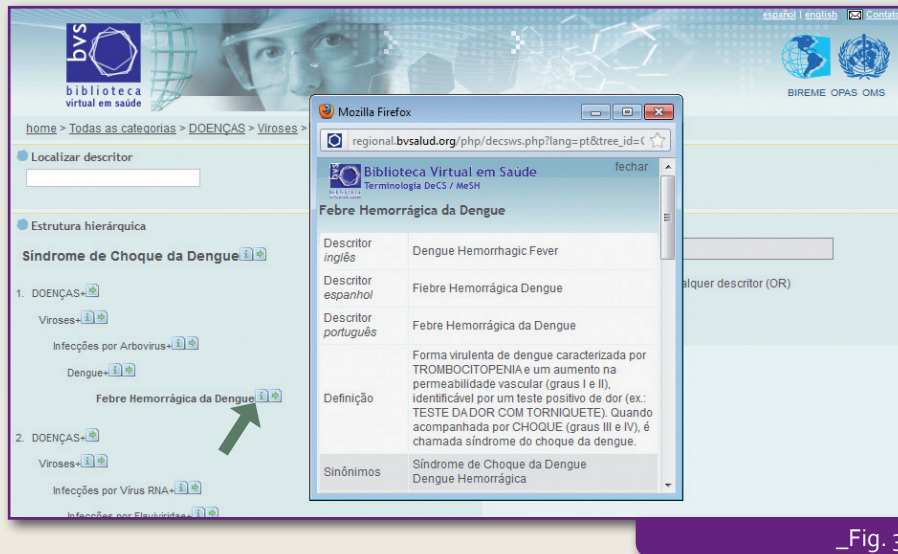 español | english Contato
bvs
biblioteca
virtual em saúde
BIREME OPAS OMS
home > Todas as categorias > DOENÇAS > Viroses >
Localizar descritor
Estrutura hierárquica
Síndrome de Choque da Dengue
1. DOENÇAS+
Viroses+
Infecções por Arbovirus+
Dengue+
Febre Hemorrágica da Dengue
2. DOENÇAS+
Viroses+
Infecções por Vírus RNA+
Infecções por Flaviviridae+
alquer descritor (OR)
Mozilla Firefox
regional.bvsalud.org/php/decsws.php?lang=pt&tree_id=(
Biblioteca Virtual em Saúde
Terminologia DeCS / MeSH
fechar
Febre Hemorrágica da Dengue
Descritor inglês
Dengue Hemorrhagic Fever
Descritor espanhol
Fiebre Hemorrágica Dengue
Descritor português
Febre Hemorrágica da Dengue
Definição
Forma virulenta de dengue caracterizada por
TROMBOCITOPENIA e um aumento na
permeabilidade vascular (graus I e II),
identificável por um teste positivo de dor (ex.:
TESTE DA DOR COM TORNIQUETE). Quando
acompanhada por CHOQUE (graus III e IV), é
chamada síndrome do choque da dengue.
Sinônimos
Síndrome de Choque da Dengue
Dengue Hemorrágica
_Fig. 3